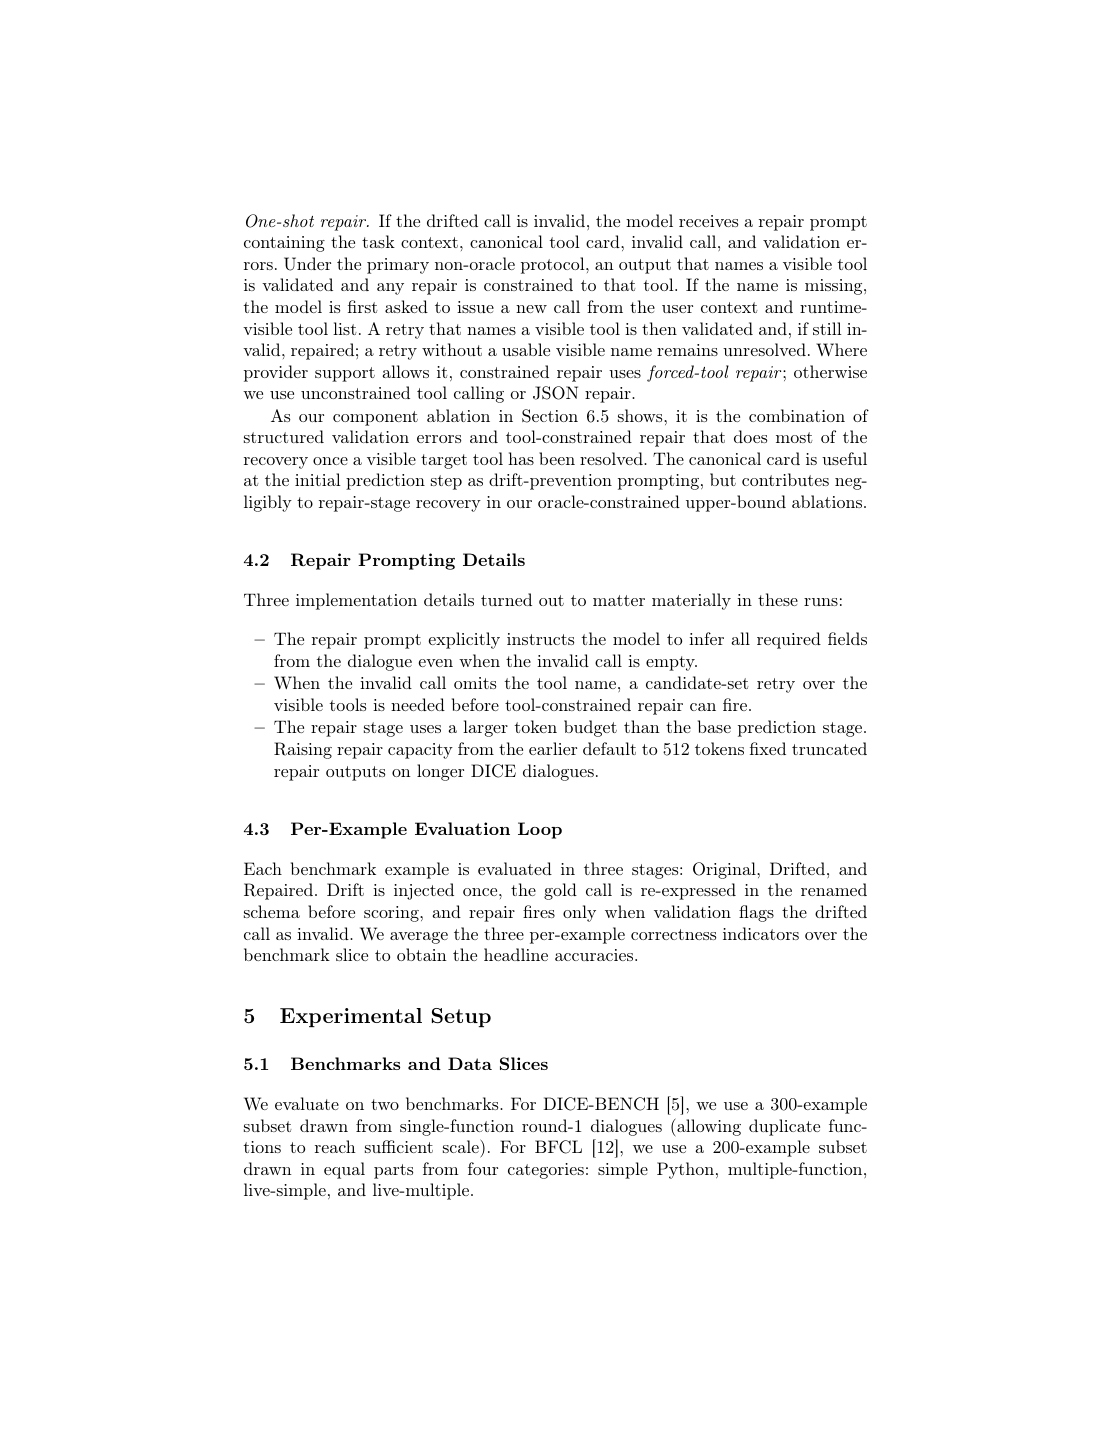 One-shot repair. If the drifted call is invalid, the model receives a repair prompt
containing the task context, canonical tool card, invalid call, and validation er-
rors. Under the primary non-oracle protocol, an output that names a visible tool
is validated and any repair is constrained to that tool. If the name is missing,
the model is first asked to issue a new call from the user context and runtime-
visible tool list. A retry that names a visible tool is then validated and, if still in-
valid, repaired; a retry without a usable visible name remains unresolved. Where
provider support allows it, constrained repair uses forced-tool repair; otherwise
we use unconstrained tool calling or JSON repair.
As our component ablation in Section 6.5 shows, it is the combination of
structured validation errors and tool-constrained repair that does most of the
recovery once a visible target tool has been resolved. The canonical card is useful
at the initial prediction step as drift-prevention prompting, but contributes neg-
ligibly to repair-stage recovery in our oracle-constrained upper-bound ablations.
4.2 Repair Prompting Details
Three implementation details turned out to matter materially in these runs:
– The repair prompt explicitly instructs the model to infer all required fields
from the dialogue even when the invalid call is empty.
– When the invalid call omits the tool name, a candidate-set retry over the
visible tools is needed before tool-constrained repair can fire.
– The repair stage uses a larger token budget than the base prediction stage.
Raising repair capacity from the earlier default to 512 tokens fixed truncated
repair outputs on longer DICE dialogues.
4.3 Per-Example Evaluation Loop
Each benchmark example is evaluated in three stages: Original, Drifted, and
Repaired. Drift is injected once, the gold call is re-expressed in the renamed
schema before scoring, and repair fires only when validation flags the drifted
call as invalid. We average the three per-example correctness indicators over the
benchmark slice to obtain the headline accuracies.
5 Experimental Setup
5.1 Benchmarks and Data Slices
We evaluate on two benchmarks. For DICE-BENCH [5], we use a 300-example
subset drawn from single-function round-1 dialogues (allowing duplicate func-
tions to reach sufficient scale). For BFCL [12], we use a 200-example subset
drawn in equal parts from four categories: simple Python, multiple-function,
live-simple, and live-multiple.